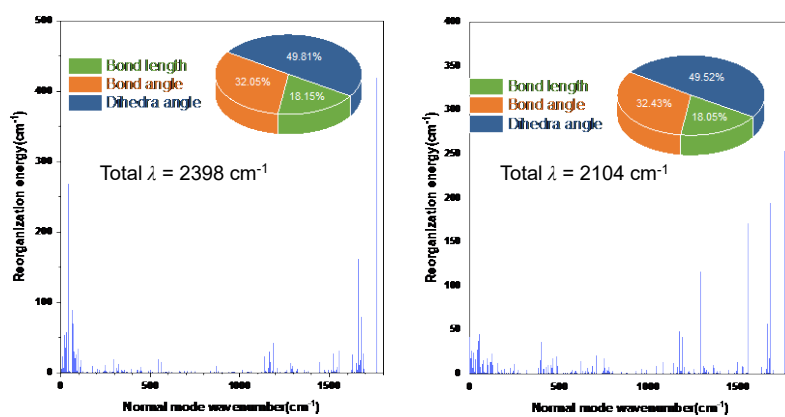 500
400
300
200
100
0
Reorganization energy(cm⁻¹)
Bond length
Bond angle
Dihedra angle
49.81%
32.05%
18.15%
Total λ = 2398 cm⁻¹
0
500
1000
1500
Normal mode wavenumber(cm⁻¹)
400
350
300
250
200
150
100
50
0
Reorganization energy(cm⁻¹)
Bond length
Bond angle
Dihedra angle
49.52%
32.43%
18.05%
Total λ = 2104 cm⁻¹
0
500
1000
1500
Normal mode wavenumber(cm⁻¹)